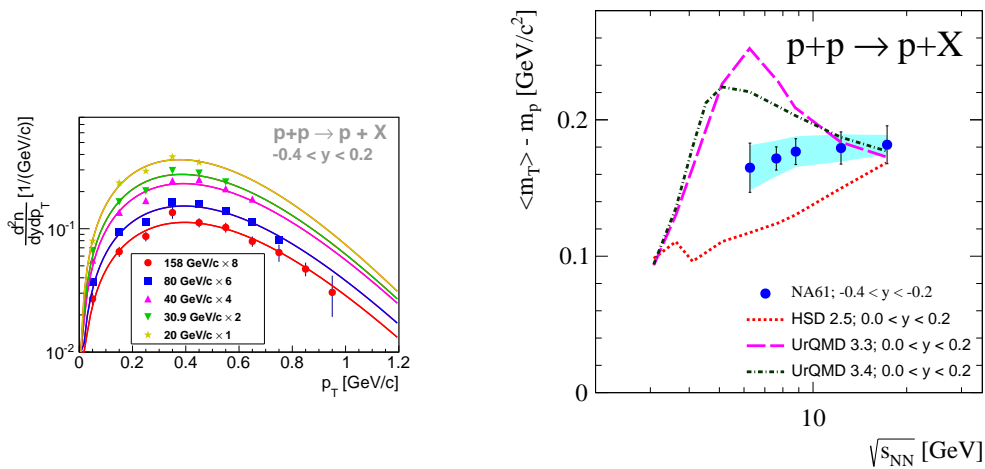 p+p → p + X
-0.4 < y < 0.2
d²n
dydp_T
[1/(GeV/c)]
10⁻¹
10⁻²
158 GeV/c × 8
80 GeV/c × 6
40 GeV/c × 4
30.9 GeV/c × 2
20 GeV/c × 1
0 0.2 0.4 0.6 0.8 1 1.2
p_T [GeV/c]
<m_T> - m_p [GeV/c²]
p+p → p+X
0.2
0.1
0
NA61; -0.4 < y < -0.2
HSD 2.5; 0.0 < y < 0.2
UrQMD 3.3; 0.0 < y < 0.2
UrQMD 3.4; 0.0 < y < 0.2
10
√s_NN [GeV]